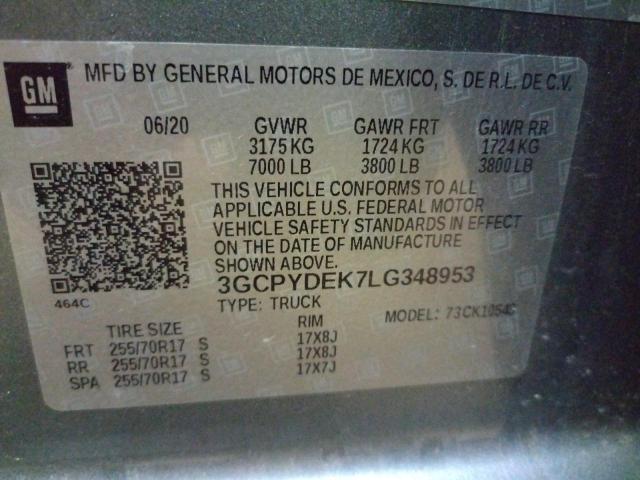 GM
MFD BY GENERAL MOTORS DE MEXICO, S. DE R.L. DE C.V.
06/20 GVWR GAWR FRT GAWR RR
3175 KG 1724 KG 1724 KG
7000 LB 3800 LB 3800 LB
THIS VEHICLE CONFORMS TO ALL
APPLICABLE U.S. FEDERAL MOTOR
VEHICLE SAFETY STANDARDS IN EFFECT
ON THE DATE OF MANUFACTURE
SHOWN ABOVE.
3GCPYDEK7LG348953
464C
TYPE: TRUCK MODEL:
TIRE SIZE RIM
FRT 255/70R17 S 17X8J
RR 255/70R17 S 17X8J
SPA 255/70R17 S 17X7J